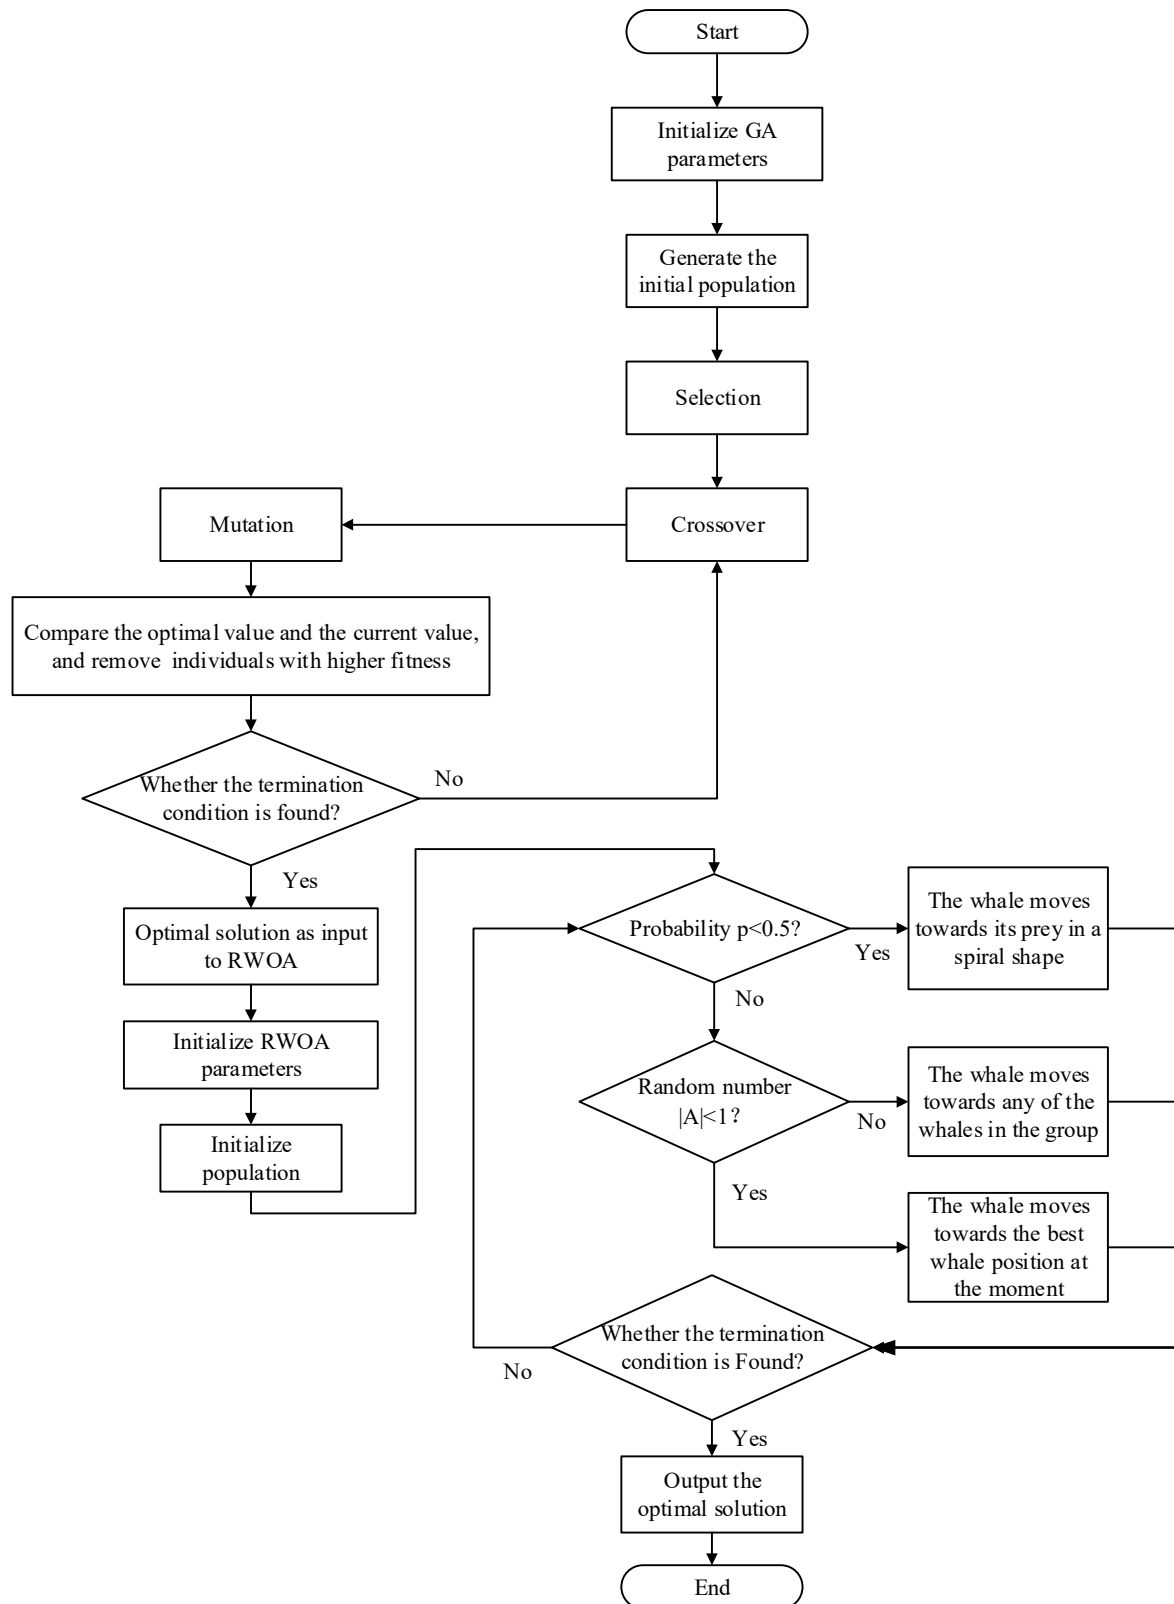 Start
Initialize GA
parameters
Generate the
initial population
Selection
Crossover
Mutation
Compare the optimal value and the current value,
and remove individuals with higher fitness
Whether the termination
condition is found?
No
Yes
Optimal solution as input
to RWOA
Initialize RWOA
parameters
Initialize
population
Probability p<0.5?
Yes
The whale moves
towards its prey in a
spiral shape
No
Random number
|A|<1?
No
The whale moves
towards any of the
whales in the group
Yes
The whale moves
towards the best
whale position at
the moment
Whether the termination
condition is Found?
No
Yes
Output the
optimal solution
End